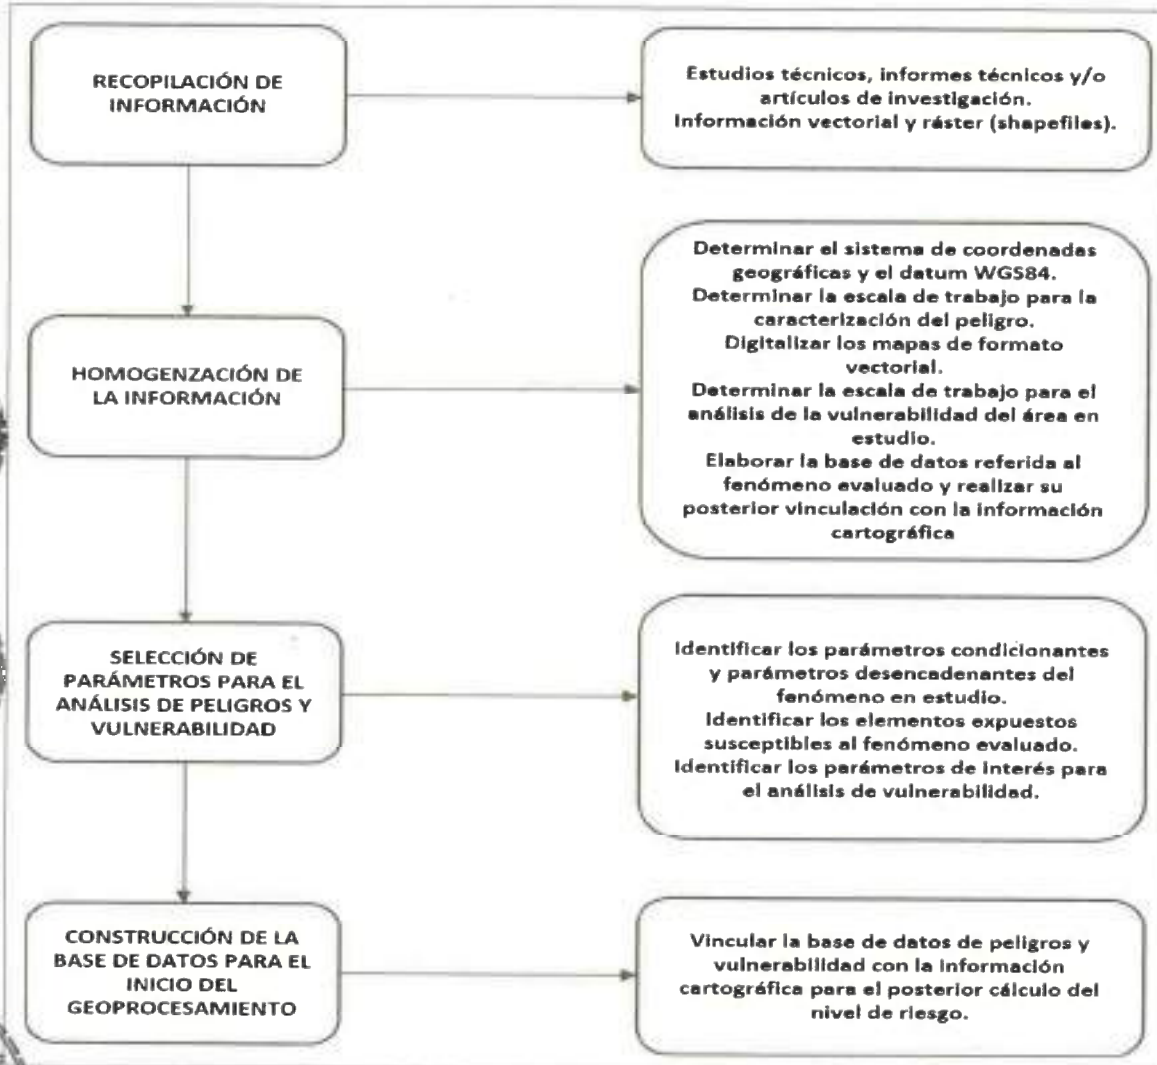 RECOPILACIÓN DE
INFORMACIÓN
Estudios técnicos, informes técnicos y/o
artículos de investigación.
Información vectorial y ráster (shapefiles).
HOMOGENZACIÓN DE
LA INFORMACIÓN
Determinar el sistema de coordenadas
geográficas y el datum WGS84.
Determinar la escala de trabajo para la
caracterización del peligro.
Digitalizar los mapas de formato
vectorial.
Determinar la escala de trabajo para el
análisis de la vulnerabilidad del área en
estudio.
Elaborar la base de datos referida al
fenómeno evaluado y realizar su
posterior vinculación con la información
cartográfica
SELECCIÓN DE
PARÁMETROS PARA EL
ANÁLISIS DE PELIGROS Y
VULNERABILIDAD
Identificar los parámetros condicionantes
y parámetros desencadenantes del
fenómeno en estudio.
Identificar los elementos expuestos
susceptibles al fenómeno evaluado.
Identificar los parámetros de interés para
el análisis de vulnerabilidad.
CONSTRUCCIÓN DE LA
BASE DE DATOS PARA EL
INICIO DEL
GEOPROCESAMIENTO
Vincular la base de datos de peligros y
vulnerabilidad con la información
cartográfica para el posterior cálculo del
nivel de riesgo.